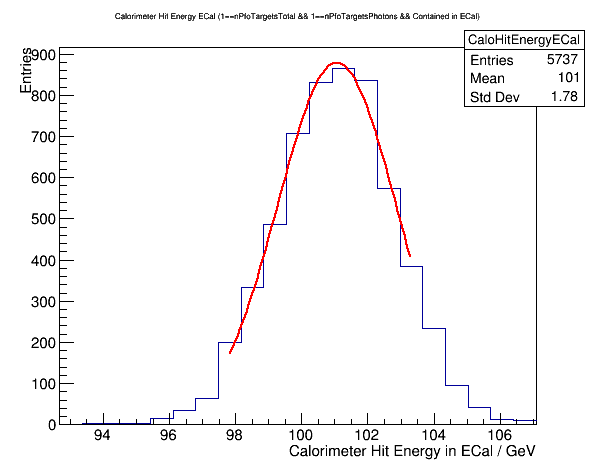 Calorimeter Hit Energy ECal (1==nPfoTargetsTotal && 1==nPfoTargetsPhotons && Contained in ECal)
CaloHitEnergyECal
Entries 5737
Mean 101
Std Dev 1.78
Entries
900
800
700
600
500
400
300
200
100
0
94 96 98 100 102 104 106
Calorimeter Hit Energy in ECal / GeV